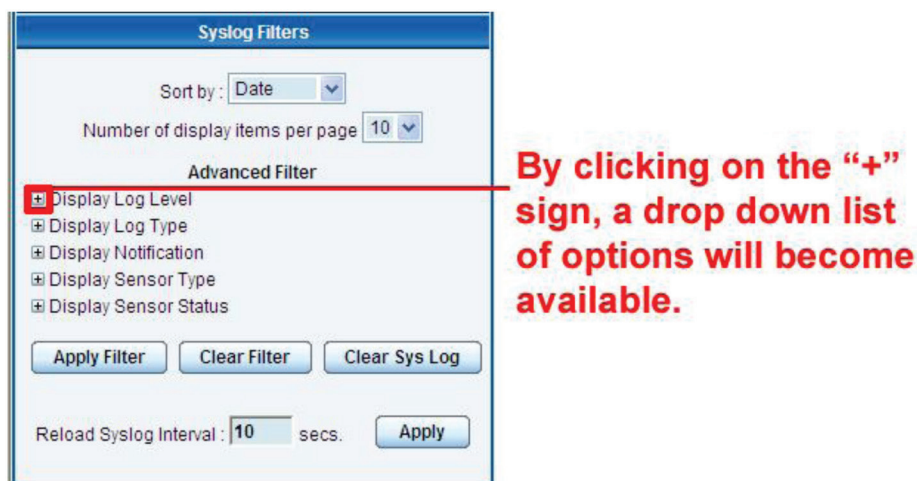 Syslog Filters
Sort by : Date
Number of display items per page 10
Advanced Filter
Display Log Level
Display Log Type
Display Notification
Display Sensor Type
Display Sensor Status
Apply Filter Clear Filter Clear Sys Log
Reload Syslog Interval : 10 secs. Apply
By clicking on the “+”
sign, a drop down list
of options will become
available.